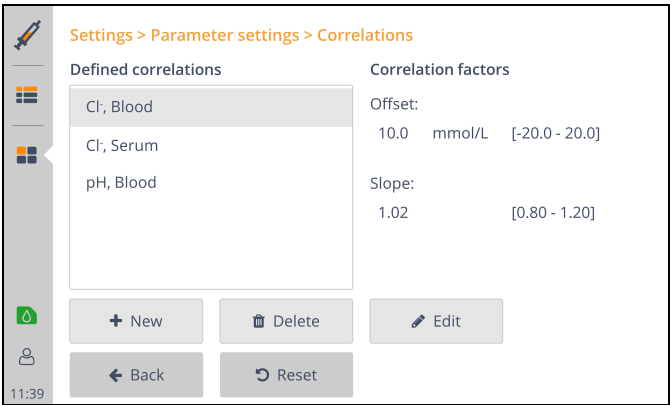 Settings > Parameter settings > Correlations
Defined correlations
Cl⁻, Blood
Cl⁻, Serum
pH, Blood
Correlation factors
Offset:
10.0 mmol/L [-20.0 - 20.0]
Slope:
1.02 [0.80 - 1.20]
New
Delete
Edit
Back
Reset
11:39